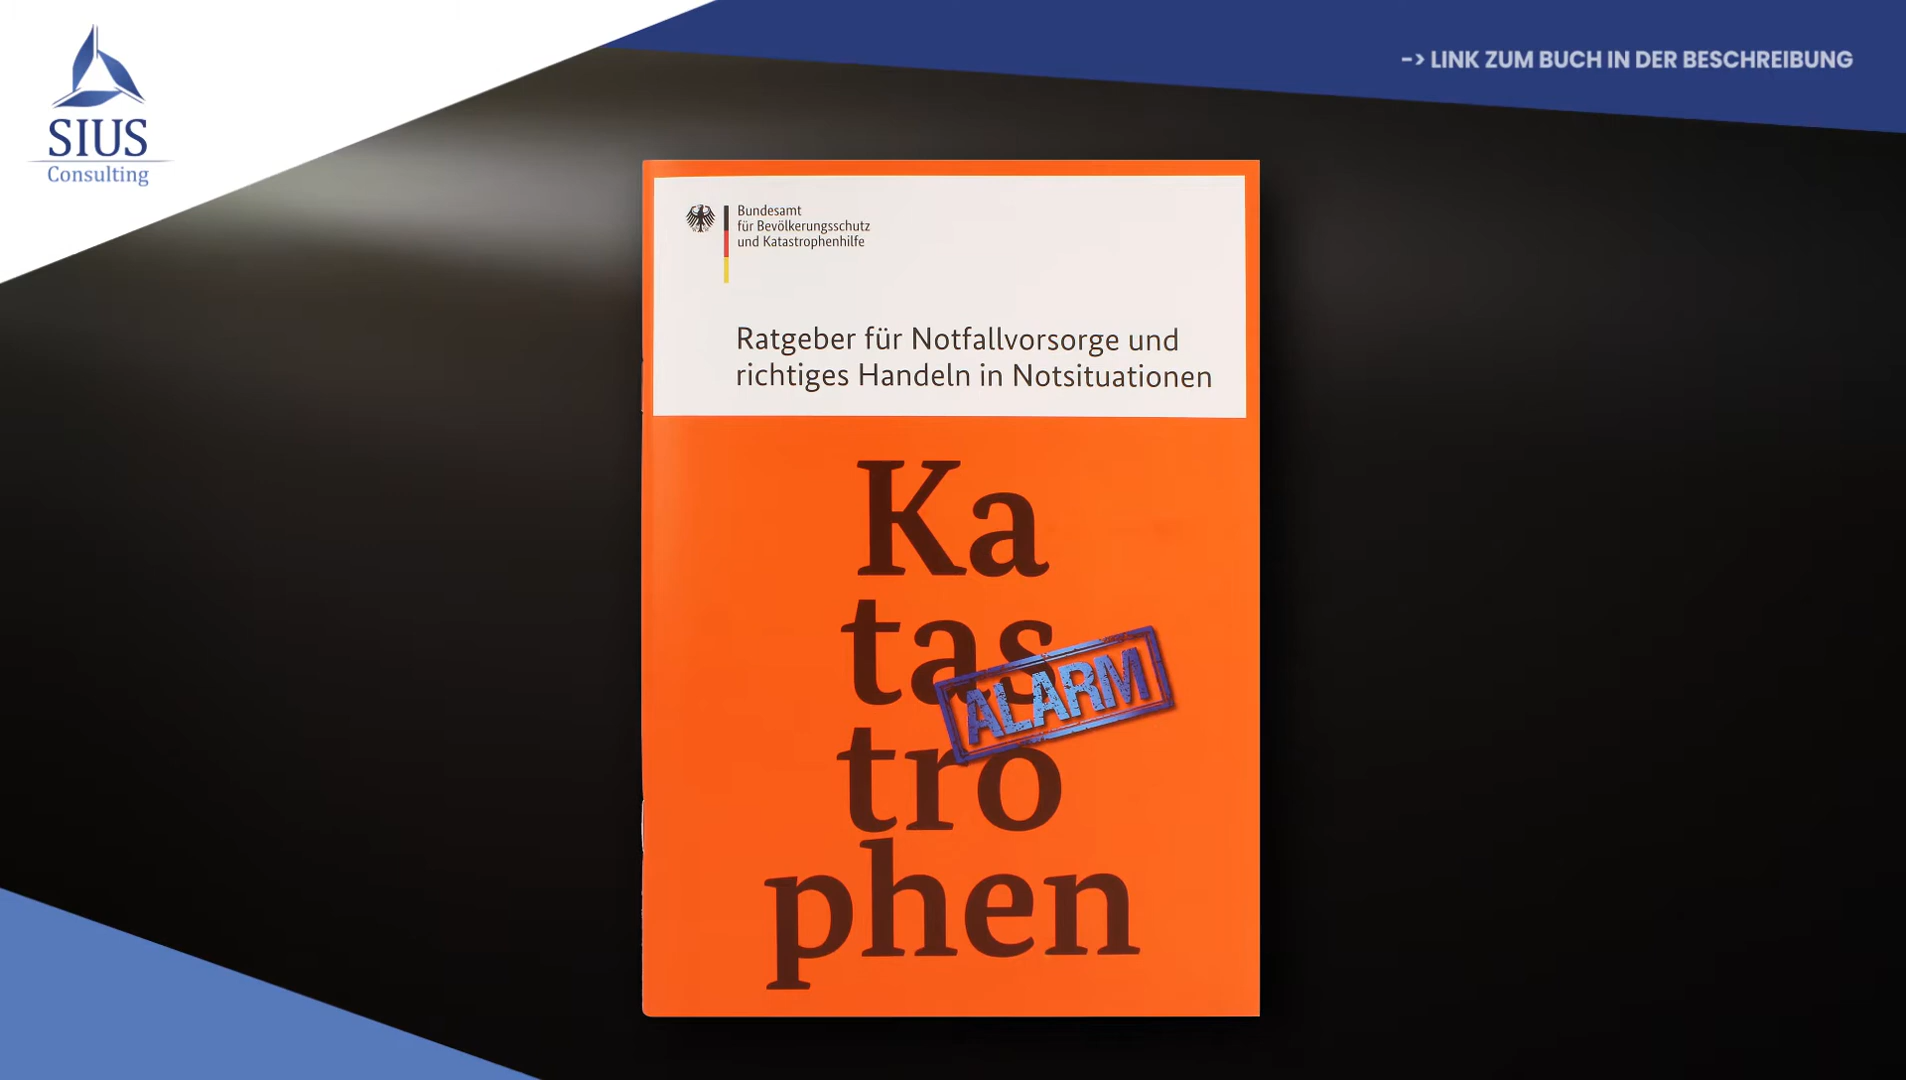 SIUS
Consulting
-> LINK ZUM BUCH IN DER BESCHREIBUNG
Bundesamt
für Bevölkerungsschutz
und Katastrophenhilfe
Ratgeber für Notfallvorsorge und
richtiges Handeln in Notsituationen
Ka
tas
ALARM
tro
phen